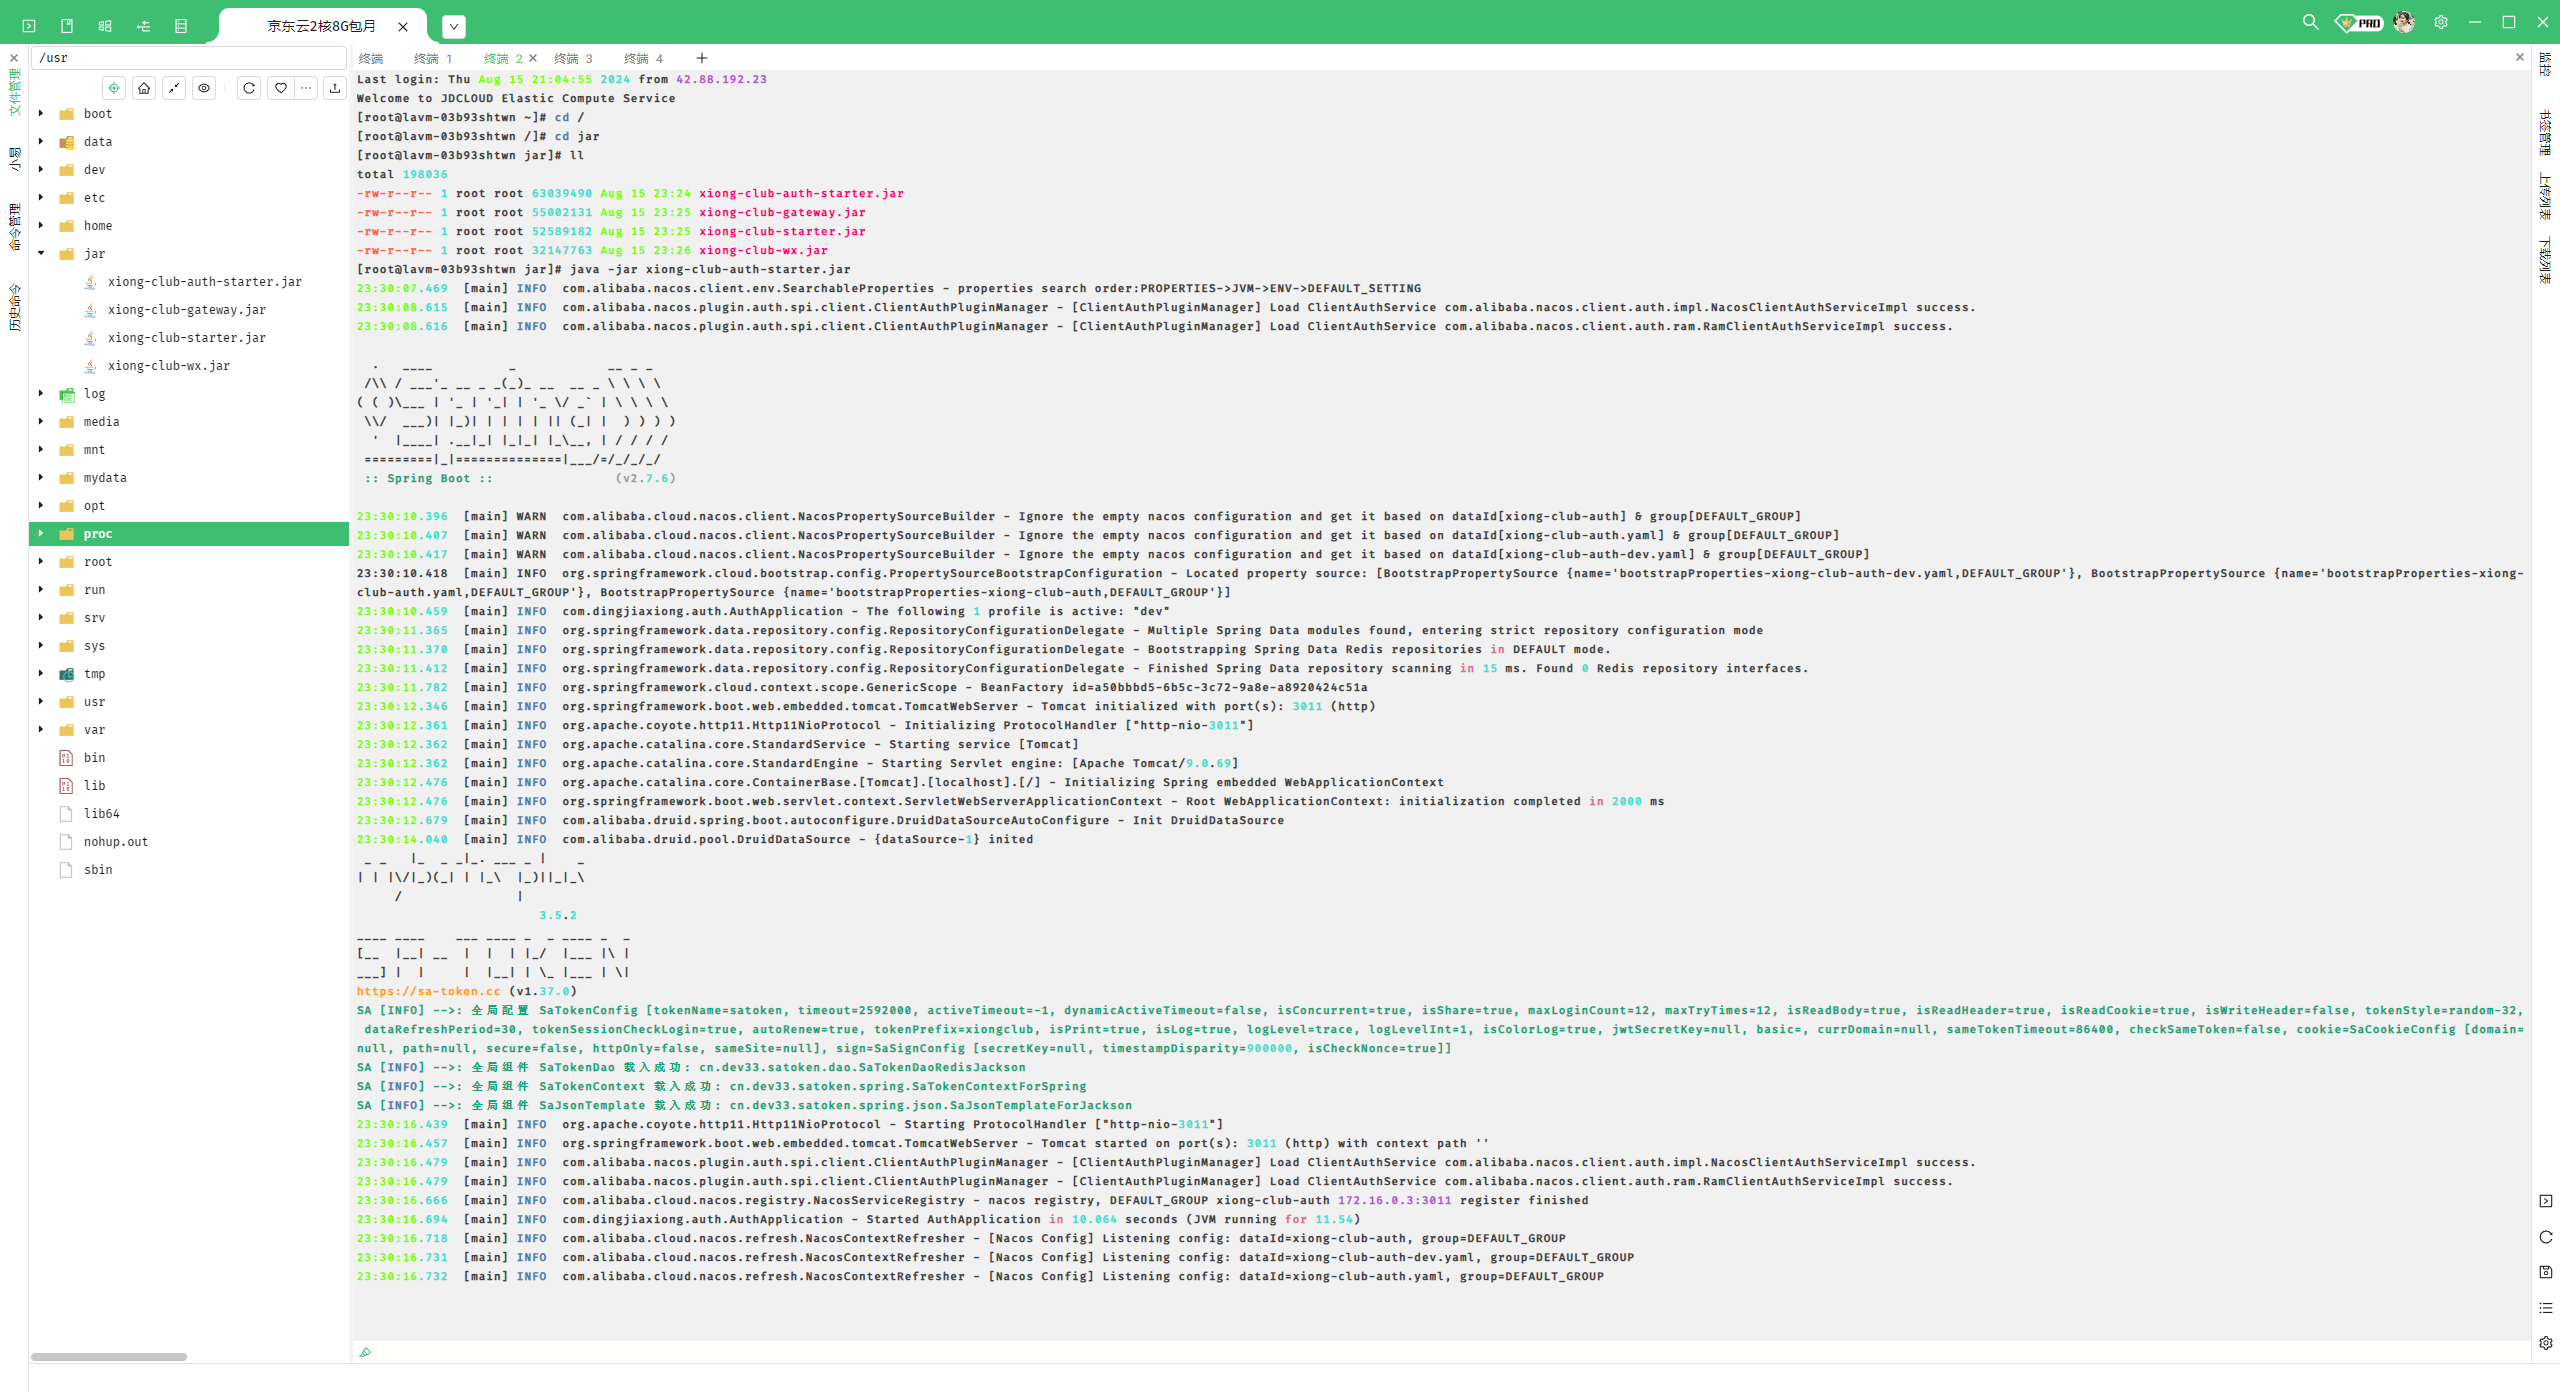 京东云2核8G包月
PRO
/usr
文件管理
小易
命令管理
历史命令
boot
data
dev
etc
home
jar
xiong-club-auth-starter.jar
xiong-club-gateway.jar
xiong-club-starter.jar
xiong-club-wx.jar
log
media
mnt
mydata
opt
proc
root
run
srv
sys
tmp
usr
var
bin
lib
lib64
nohup.out
sbin
终端 终端 1 终端 2 终端 3 终端 4
Last login: Thu Aug 15 21:04:55 2024 from 42.88.192.23
Welcome to JDCLOUD Elastic Compute Service
[root@lavm-03b93shtwn ~]# cd /
[root@lavm-03b93shtwn /]# cd jar
[root@lavm-03b93shtwn jar]# ll
total 198036
-rw-r--r-- 1 root root 63039490 Aug 15 23:24 xiong-club-auth-starter.jar
-rw-r--r-- 1 root root 55002131 Aug 15 23:25 xiong-club-gateway.jar
-rw-r--r-- 1 root root 52589182 Aug 15 23:25 xiong-club-starter.jar
-rw-r--r-- 1 root root 32147763 Aug 15 23:26 xiong-club-wx.jar
[root@lavm-03b93shtwn jar]# java -jar xiong-club-auth-starter.jar
23:30:07.469  [main] INFO  com.alibaba.nacos.client.env.SearchableProperties - properties search order:PROPERTIES->JVM->ENV->DEFAULT_SETTING
23:30:08.615  [main] INFO  com.alibaba.nacos.plugin.auth.spi.client.ClientAuthPluginManager - [ClientAuthPluginManager] Load ClientAuthService com.alibaba.nacos.client.auth.impl.NacosClientAuthServiceImpl success.
23:30:08.616  [main] INFO  com.alibaba.nacos.plugin.auth.spi.client.ClientAuthPluginManager - [ClientAuthPluginManager] Load ClientAuthService com.alibaba.nacos.client.auth.ram.RamClientAuthServiceImpl success.
  .   ____          _            __ _ _
 /\\ / ___'_ __ _ _(_)_ __  __ _ \ \ \ \
( ( )\___ | '_ | '_| | '_ \/ _` | \ \ \ \
 \\/  ___)| |_)| | | | | || (_| |  ) ) ) )
  '  |____| .__|_| |_|_| |_\__, | / / / /
 =========|_|==============|___/=/_/_/_/
 :: Spring Boot ::                (v2.7.6)
23:30:10.396  [main] WARN  com.alibaba.cloud.nacos.client.NacosPropertySourceBuilder - Ignore the empty nacos configuration and get it based on dataId[xiong-club-auth] & group[DEFAULT_GROUP]
23:30:10.407  [main] WARN  com.alibaba.cloud.nacos.client.NacosPropertySourceBuilder - Ignore the empty nacos configuration and get it based on dataId[xiong-club-auth.yaml] & group[DEFAULT_GROUP]
23:30:10.417  [main] WARN  com.alibaba.cloud.nacos.client.NacosPropertySourceBuilder - Ignore the empty nacos configuration and get it based on dataId[xiong-club-auth-dev.yaml] & group[DEFAULT_GROUP]
23:30:10.418  [main] INFO  org.springframework.cloud.bootstrap.config.PropertySourceBootstrapConfiguration - Located property source: [BootstrapPropertySource {name='bootstrapProperties-xiong-club-auth-dev.yaml,DEFAULT_GROUP'}, BootstrapPropertySource {name='bootstrapProperties-xiong-
club-auth.yaml,DEFAULT_GROUP'}, BootstrapPropertySource {name='bootstrapProperties-xiong-club-auth,DEFAULT_GROUP'}]
23:30:10.459  [main] INFO  com.dingjiaxiong.auth.AuthApplication - The following 1 profile is active: "dev"
23:30:11.365  [main] INFO  org.springframework.data.repository.config.RepositoryConfigurationDelegate - Multiple Spring Data modules found, entering strict repository configuration mode
23:30:11.370  [main] INFO  org.springframework.data.repository.config.RepositoryConfigurationDelegate - Bootstrapping Spring Data Redis repositories in DEFAULT mode.
23:30:11.412  [main] INFO  org.springframework.data.repository.config.RepositoryConfigurationDelegate - Finished Spring Data repository scanning in 15 ms. Found 0 Redis repository interfaces.
23:30:11.782  [main] INFO  org.springframework.cloud.context.scope.GenericScope - BeanFactory id=a50bbbd5-6b5c-3c72-9a8e-a8920424c51a
23:30:12.346  [main] INFO  org.springframework.boot.web.embedded.tomcat.TomcatWebServer - Tomcat initialized with port(s): 3011 (http)
23:30:12.361  [main] INFO  org.apache.coyote.http11.Http11NioProtocol - Initializing ProtocolHandler ["http-nio-3011"]
23:30:12.362  [main] INFO  org.apache.catalina.core.StandardService - Starting service [Tomcat]
23:30:12.362  [main] INFO  org.apache.catalina.core.StandardEngine - Starting Servlet engine: [Apache Tomcat/9.0.69]
23:30:12.476  [main] INFO  org.apache.catalina.core.ContainerBase.[Tomcat].[localhost].[/] - Initializing Spring embedded WebApplicationContext
23:30:12.476  [main] INFO  org.springframework.boot.web.servlet.context.ServletWebServerApplicationContext - Root WebApplicationContext: initialization completed in 2000 ms
23:30:12.679  [main] INFO  com.alibaba.druid.spring.boot.autoconfigure.DruidDataSourceAutoConfigure - Init DruidDataSource
23:30:14.040  [main] INFO  com.alibaba.druid.pool.DruidDataSource - {dataSource-1} inited
 _ _   |_  _ _|_. ___ _ |    _
| | |\/|_)(_| | |_\  |_)||_|_\
     /               |
                        3.5.2
____ ____    ___ ____ _  _ ____ _  _
[__  |__| __  |  |  | |_/  |___ |\ |
___] |  |     |  |__| | \_ |___ | \|
https://sa-token.cc (v1.37.0)
SA [INFO] -->: 全局配置 SaTokenConfig [tokenName=satoken, timeout=2592000, activeTimeout=-1, dynamicActiveTimeout=false, isConcurrent=true, isShare=true, maxLoginCount=12, maxTryTimes=12, isReadBody=true, isReadHeader=true, isReadCookie=true, isWriteHeader=false, tokenStyle=random-32,
 dataRefreshPeriod=30, tokenSessionCheckLogin=true, autoRenew=true, tokenPrefix=xiongclub, isPrint=true, isLog=true, logLevel=trace, logLevelInt=1, isColorLog=true, jwtSecretKey=null, basic=, currDomain=null, sameTokenTimeout=86400, checkSameToken=false, cookie=SaCookieConfig [domain=
null, path=null, secure=false, httpOnly=false, sameSite=null], sign=SaSignConfig [secretKey=null, timestampDisparity=900000, isCheckNonce=true]]
SA [INFO] -->: 全局组件 SaTokenDao 载入成功: cn.dev33.satoken.dao.SaTokenDaoRedisJackson
SA [INFO] -->: 全局组件 SaTokenContext 载入成功: cn.dev33.satoken.spring.SaTokenContextForSpring
SA [INFO] -->: 全局组件 SaJsonTemplate 载入成功: cn.dev33.satoken.spring.json.SaJsonTemplateForJackson
23:30:16.439  [main] INFO  org.apache.coyote.http11.Http11NioProtocol - Starting ProtocolHandler ["http-nio-3011"]
23:30:16.457  [main] INFO  org.springframework.boot.web.embedded.tomcat.TomcatWebServer - Tomcat started on port(s): 3011 (http) with context path ''
23:30:16.479  [main] INFO  com.alibaba.nacos.plugin.auth.spi.client.ClientAuthPluginManager - [ClientAuthPluginManager] Load ClientAuthService com.alibaba.nacos.client.auth.impl.NacosClientAuthServiceImpl success.
23:30:16.479  [main] INFO  com.alibaba.nacos.plugin.auth.spi.client.ClientAuthPluginManager - [ClientAuthPluginManager] Load ClientAuthService com.alibaba.nacos.client.auth.ram.RamClientAuthServiceImpl success.
23:30:16.666  [main] INFO  com.alibaba.cloud.nacos.registry.NacosServiceRegistry - nacos registry, DEFAULT_GROUP xiong-club-auth 172.16.0.3:3011 register finished
23:30:16.694  [main] INFO  com.dingjiaxiong.auth.AuthApplication - Started AuthApplication in 10.064 seconds (JVM running for 11.54)
23:30:16.718  [main] INFO  com.alibaba.cloud.nacos.refresh.NacosContextRefresher - [Nacos Config] Listening config: dataId=xiong-club-auth, group=DEFAULT_GROUP
23:30:16.731  [main] INFO  com.alibaba.cloud.nacos.refresh.NacosContextRefresher - [Nacos Config] Listening config: dataId=xiong-club-auth-dev.yaml, group=DEFAULT_GROUP
23:30:16.732  [main] INFO  com.alibaba.cloud.nacos.refresh.NacosContextRefresher - [Nacos Config] Listening config: dataId=xiong-club-auth.yaml, group=DEFAULT_GROUP
监控
书签管理
上传列表
下载列表